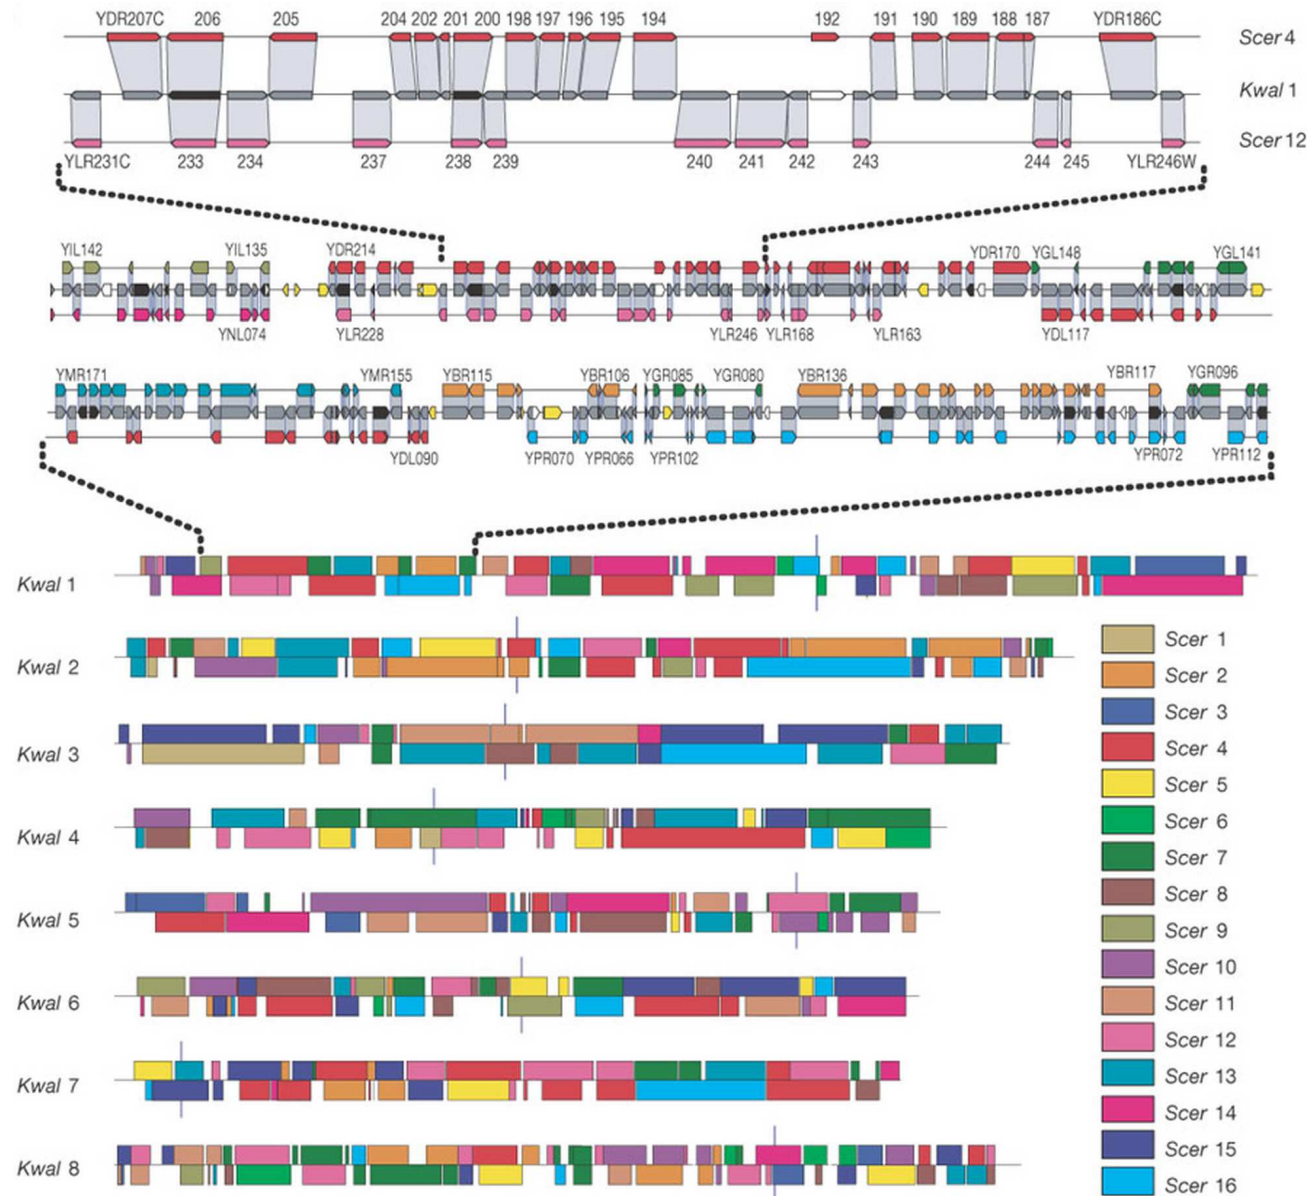 YDR207C 206 205 204 202 201 200 198 197 196 195 194 192 191 190 189 188 187 YDR186C
Scer 4
Kwal 1
Scer 12
YLR231C 233 234 237 238 239 240 241 242 243 244 245 YLR246W
YIL142 YIL135 YDR214 YDR170 YGL148 YGL141
YNL074 YLR228 YLR246 YLR168 YLR163 YDL117
YMR171 YMR155 YBR115 YBR106 YGR085 YGR080 YBR136 YBR117 YGR096
YDL090 YPR070 YPR066 YPR102 YPR072 YPR112
Kwal 1
Kwal 2
Kwal 3
Kwal 4
Kwal 5
Kwal 6
Kwal 7
Kwal 8
Scer 1
Scer 2
Scer 3
Scer 4
Scer 5
Scer 6
Scer 7
Scer 8
Scer 9
Scer 10
Scer 11
Scer 12
Scer 13
Scer 14
Scer 15
Scer 16